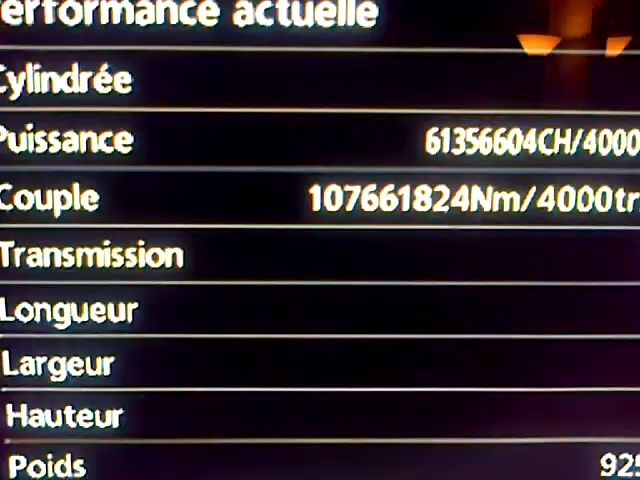 erformance actuelle
Cylindrée
Puissance 61356604CH/4000
Couple 107661824Nm/4000tr
Transmission
Longueur
Largeur
Hauteur
Poids 925